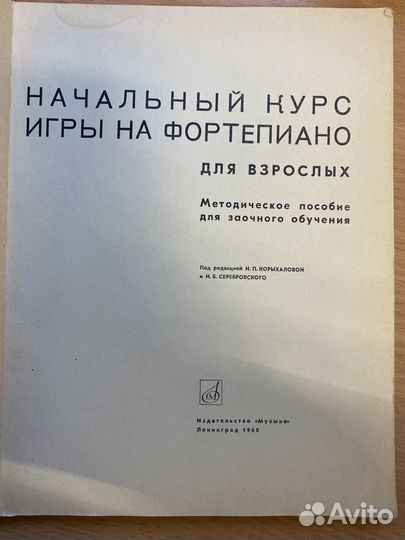 НАЧАЛЬНЫЙ КУРС
ИГРЫ НА ФОРТЕПИАНО
ДЛЯ ВЗРОСЛЫХ
Методическое пособие
для заочного обучения
Под редакцией Н. П. КОРЫХАЛОВОЙ
и И. Б. СЕРЕБРОВСКОГО
Издательство «Музыка»
Ленинград 1968
Avito